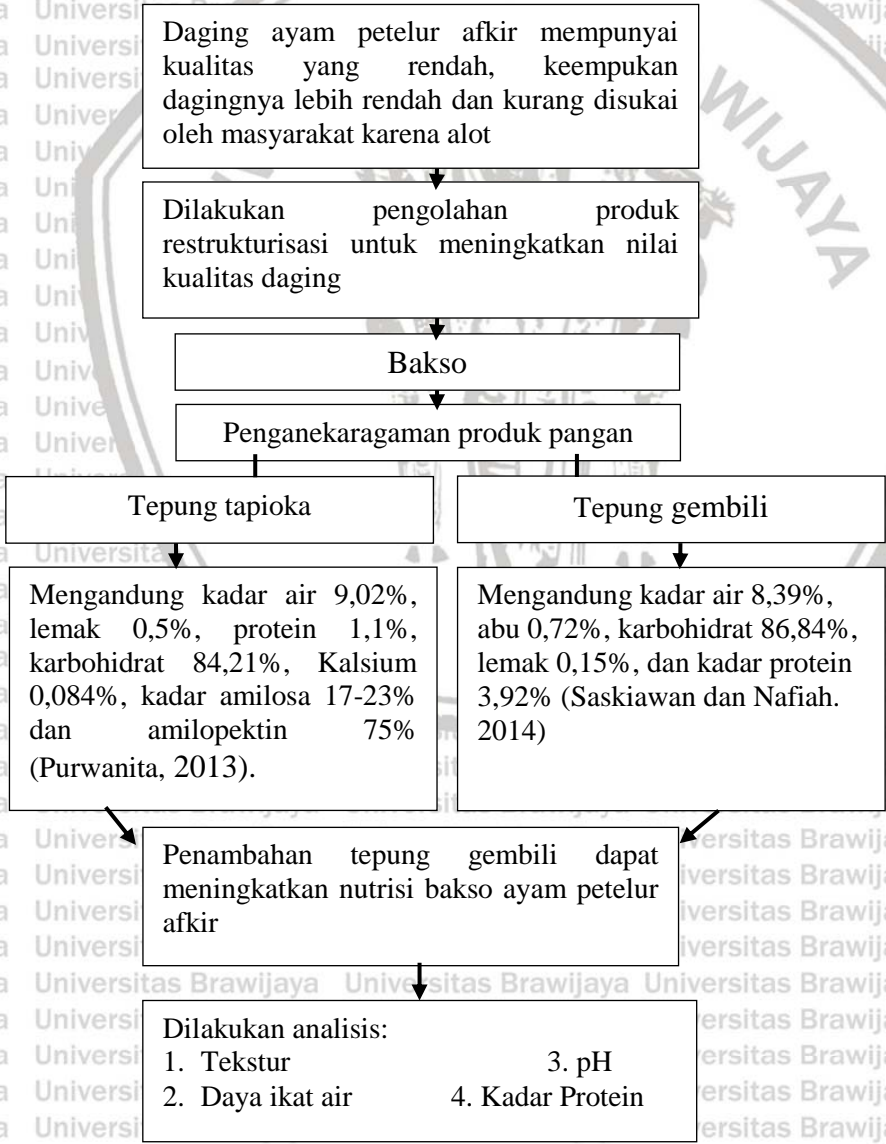 Daging ayam petelur afkir mempunyai
kualitas yang rendah, keempukan
dagingnya lebih rendah dan kurang disukai
oleh masyarakat karena alot
Dilakukan pengolahan produk
restrukturisasi untuk meningkatkan nilai
kualitas daging
Bakso
Penganekaragaman produk pangan
Tepung tapioka
Tepung gembili
Mengandung kadar air 9,02%,
lemak 0,5%, protein 1,1%,
karbohidrat 84,21%, Kalsium
0,084%, kadar amilosa 17-23%
dan amilopektin 75%
(Purwanita, 2013).
Mengandung kadar air 8,39%,
abu 0,72%, karbohidrat 86,84%,
lemak 0,15%, dan kadar protein
3,92% (Saskiawan dan Nafiah.
2014)
Penambahan tepung gembili dapat
meningkatkan nutrisi bakso ayam petelur
afkir
Universitas Brawijaya Universitas Brawijaya Universitas
Dilakukan analisis:
1. Tekstur 3. pH
2. Daya ikat air 4. Kadar Protein